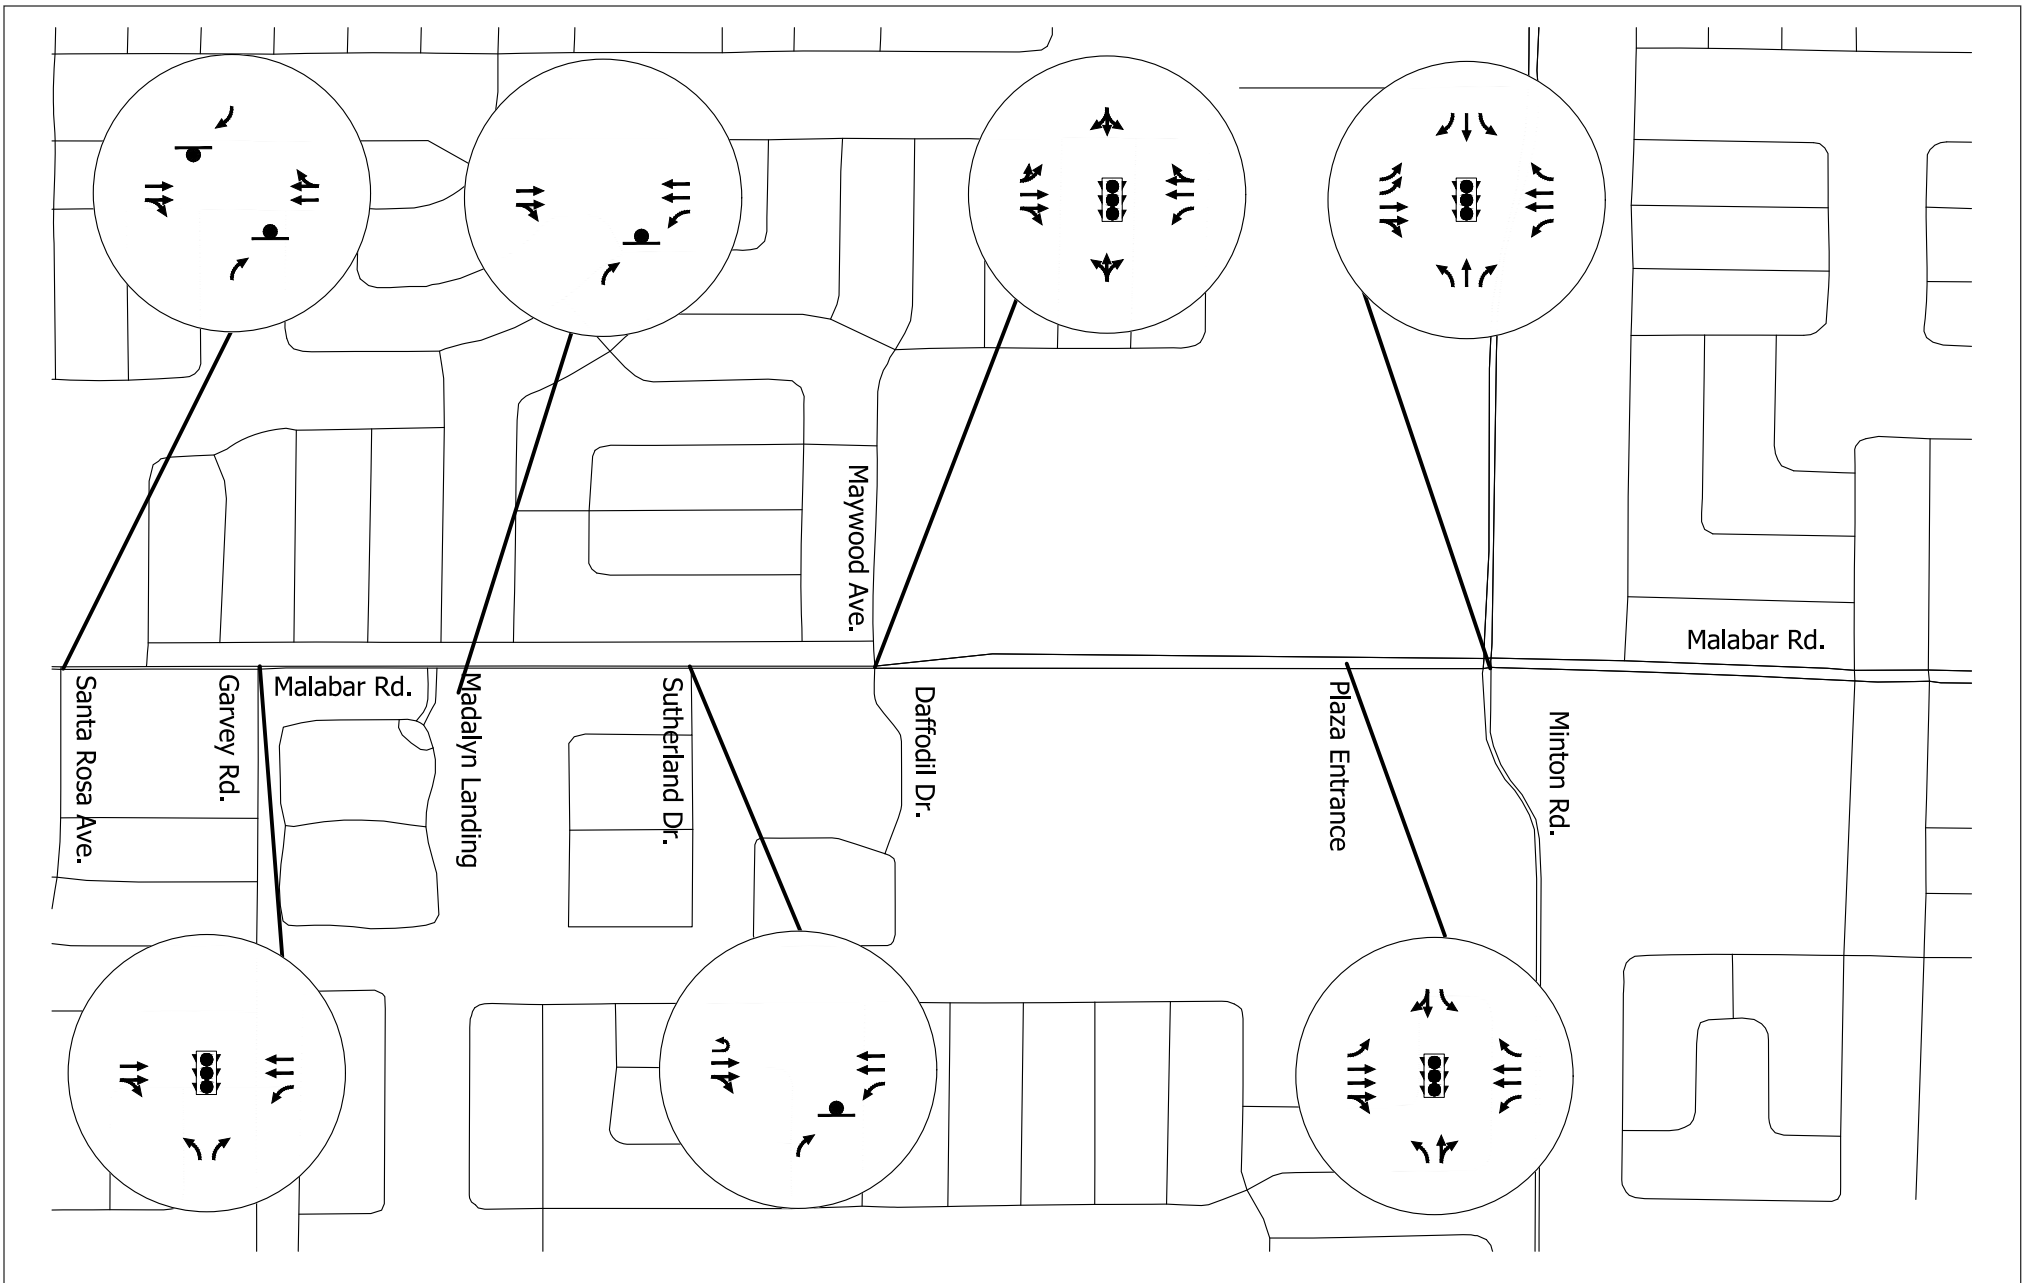 Maywood Ave.
Malabar Rd.
Santa Rosa Ave.
Garvey Rd.
Malabar Rd.
Madalyn Landing
Sutherland Dr.
Daffodil Dr.
Plaza Entrance
Minton Rd.